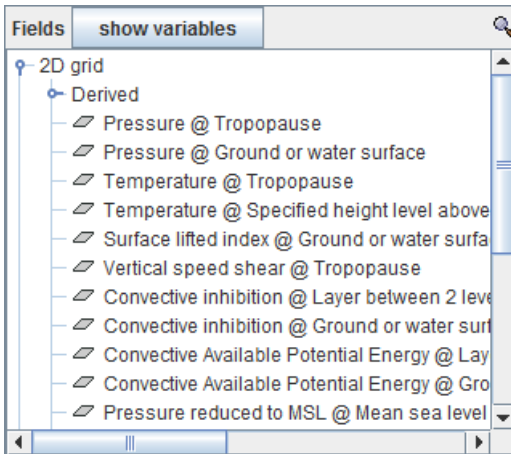 Fields show variables
2D grid
Derived
Pressure @ Tropopause
Pressure @ Ground or water surface
Temperature @ Tropopause
Temperature @ Specified height level above
Surface lifted index @ Ground or water surfa
Vertical speed shear @ Tropopause
Convective inhibition @ Layer between 2 leve
Convective inhibition @ Ground or water surf
Convective Available Potential Energy @ Lay
Convective Available Potential Energy @ Gro
Pressure reduced to MSL @ Mean sea level